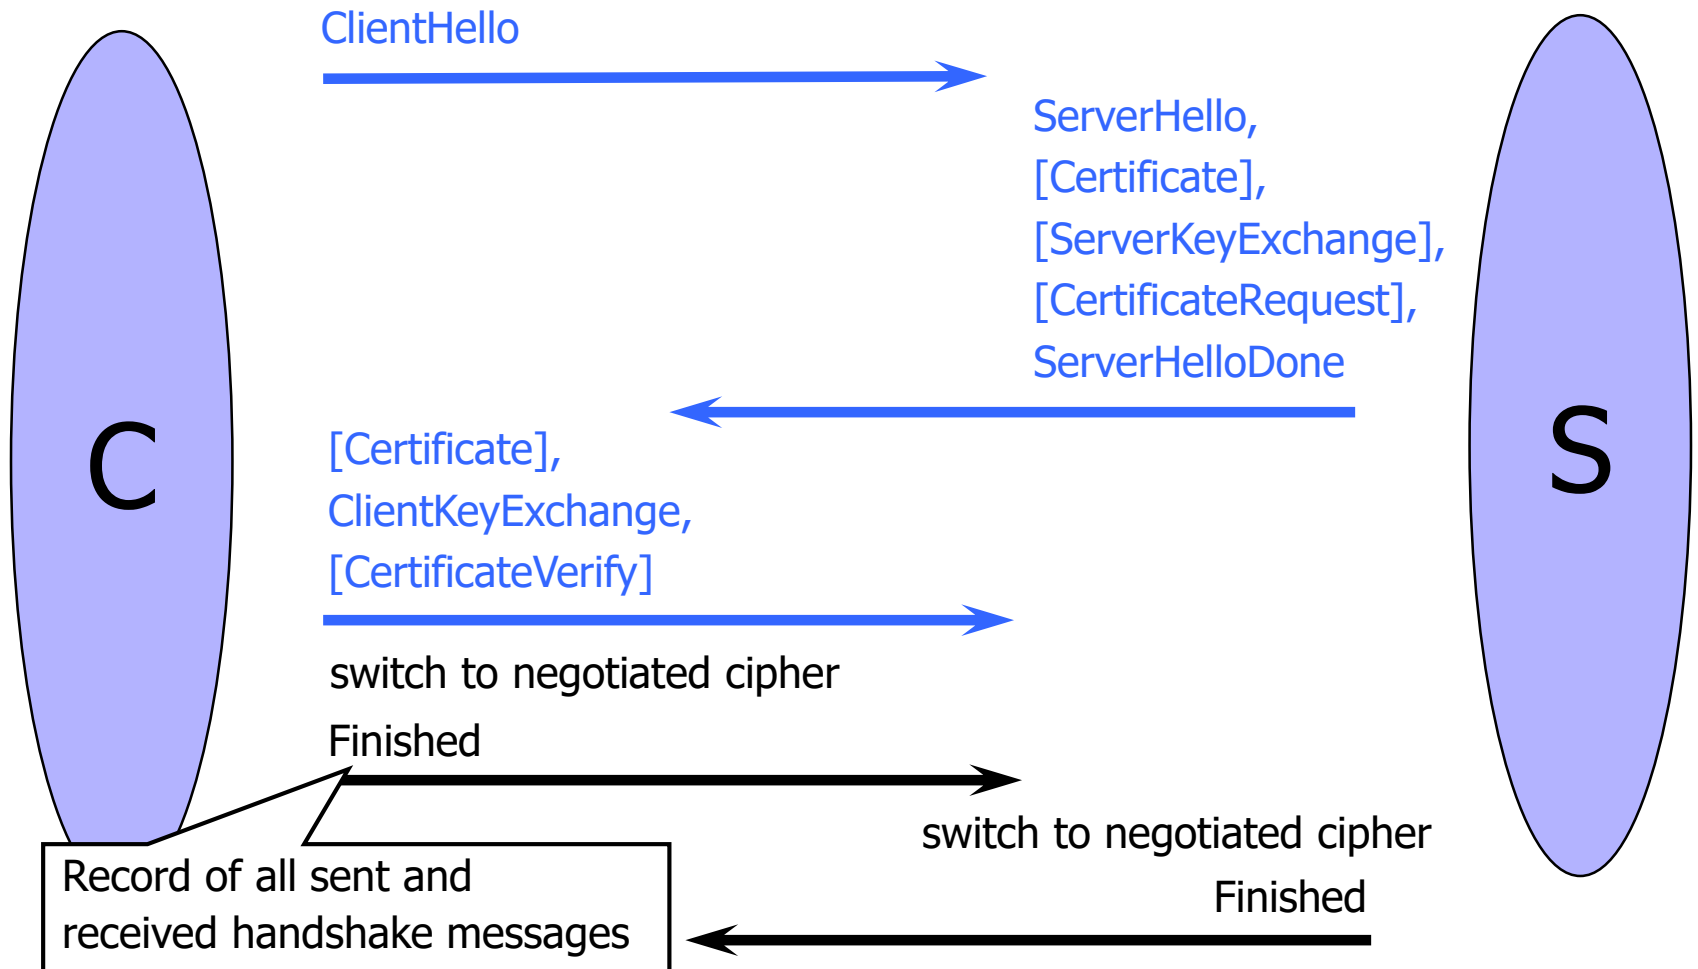 ClientHello
ServerHello,
[Certificate],
[ServerKeyExchange],
[CertificateRequest],
ServerHelloDone
C
S
[Certificate],
ClientKeyExchange,
[CertificateVerify]
switch to negotiated cipher
Finished
switch to negotiated cipher
Finished
Record of all sent and
received handshake messages